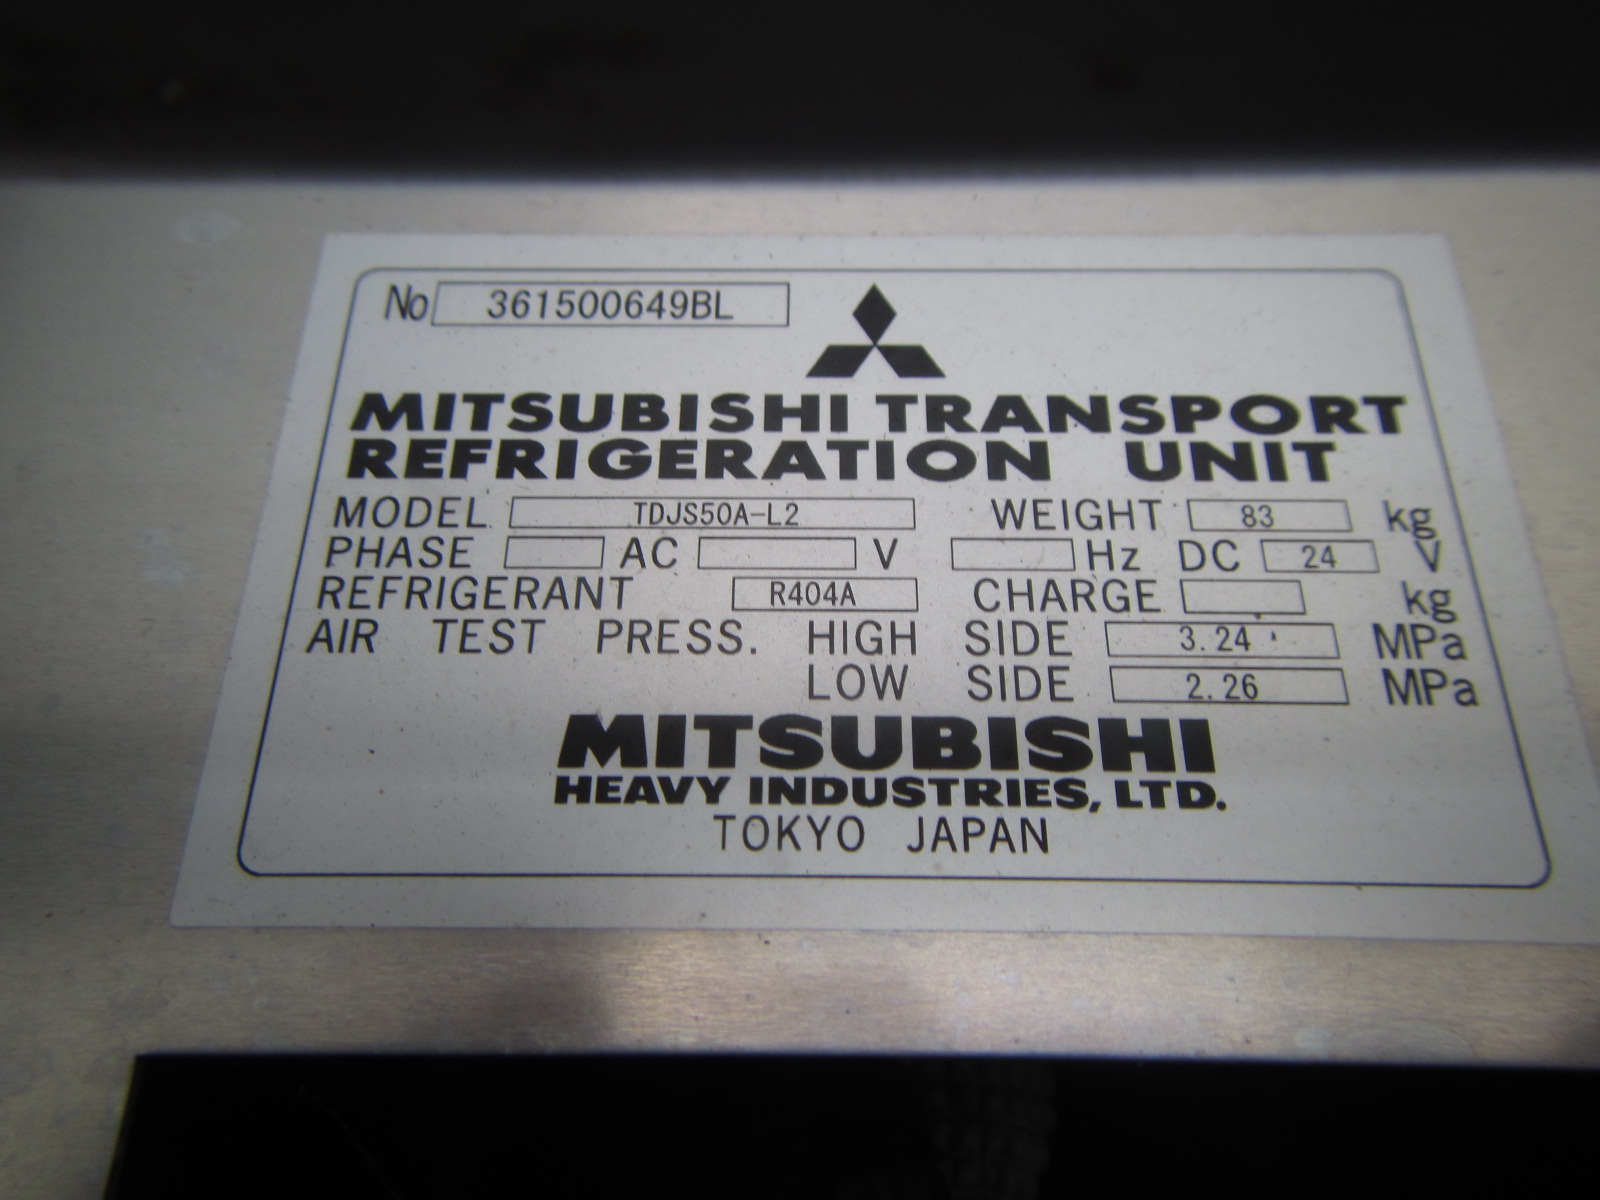 No 361500649BL
MITSUBISHI TRANSPORT
REFRIGERATION UNIT
MODEL TDJS50A-L2 WEIGHT 83 kg
PHASE AC V Hz DC 24 V
REFRIGERANT R404A CHARGE kg
AIR TEST PRESS. HIGH SIDE 3.24 MPa
LOW SIDE 2.26 MPa
MITSUBISHI
HEAVY INDUSTRIES, LTD.
TOKYO JAPAN